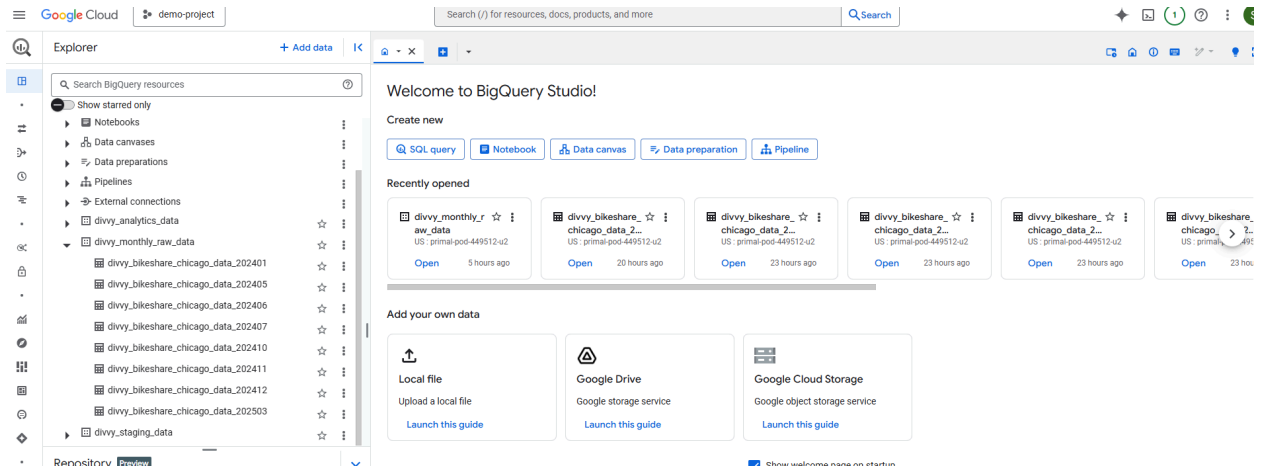 Google Cloud
demo-project
Search (/) for resources, docs, products, and more
Search
1
Explorer
+ Add data
Search BigQuery resources
Show starred only
Notebooks
Data canvases
Data preparations
Pipelines
External connections
divvy_analytics_data
divvy_monthly_raw_data
divvy_bikeshare_chicago_data_202401
divvy_bikeshare_chicago_data_202405
divvy_bikeshare_chicago_data_202406
divvy_bikeshare_chicago_data_202407
divvy_bikeshare_chicago_data_202410
divvy_bikeshare_chicago_data_202411
divvy_bikeshare_chicago_data_202412
divvy_bikeshare_chicago_data_202503
divvy_staging_data
Repository Preview
Welcome to BigQuery Studio!
Create new
SQL query
Notebook
Data canvas
Data preparation
Pipeline
Recently opened
divvy_monthly_r
aw_data
US : primal-pod-449512-u2
Open 5 hours ago
divvy_bikeshare_
chicago_data_2...
US : primal-pod-449512-u2
Open 20 hours ago
divvy_bikeshare_
chicago_data_2...
US : primal-pod-449512-u2
Open 23 hours ago
divvy_bikeshare_
chicago_data_2...
US : primal-pod-449512-u2
Open 23 hours ago
divvy_bikeshare_
chicago_data_2...
US : primal-pod-449512-u2
Open 23 hours ago
divvy_bikeshare_
Open 23
Add your own data
Local file
Upload a local file
Launch this guide
Google Drive
Google storage service
Launch this guide
Google Cloud Storage
Google object storage service
Launch this guide
Show welcome page on startup